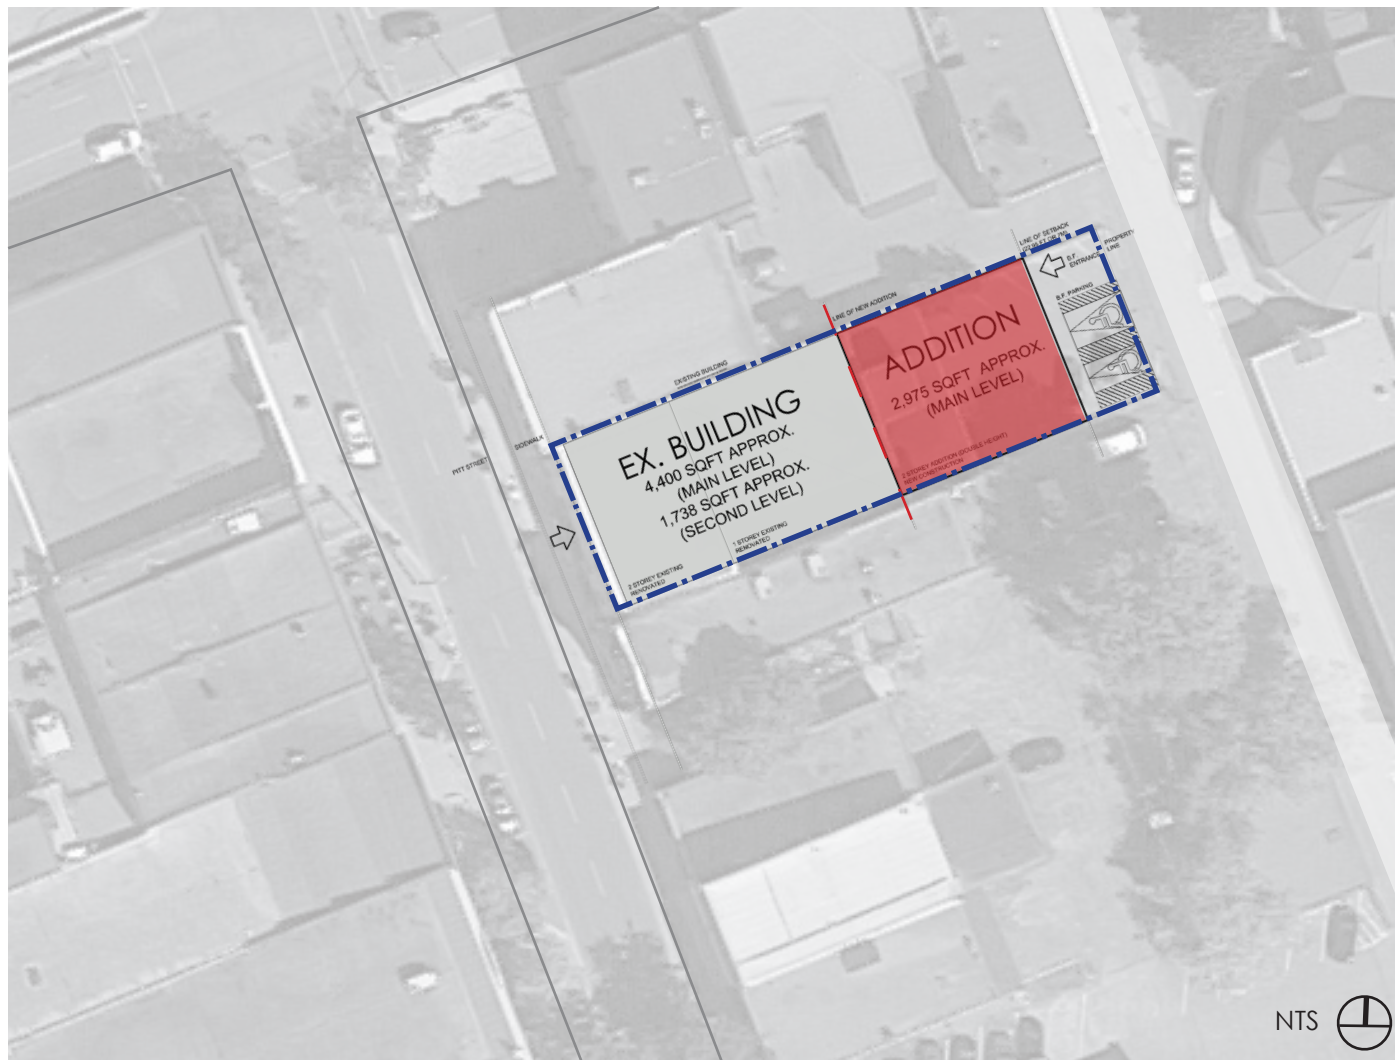 LINE OF SETBACK
PROPERTY
LINE
B.F.
ENTRANCE
B.F. PARKING
LINE OF NEW ADDITION
ADDITION
2,975 SQFT APPROX.
(MAIN LEVEL)
2 STOREY ADDITION (DOUBLE HEIGHT)
NEW CONSTRUCTION
EXISTING BUILDING
EX. BUILDING
4,400 SQFT APPROX.
(MAIN LEVEL)
1,738 SQFT APPROX.
(SECOND LEVEL)
SIDEWALK
PITT STREET
1 STOREY EXISTING
RENOVATED
2 STOREY EXISTING
RENOVATED
NTS